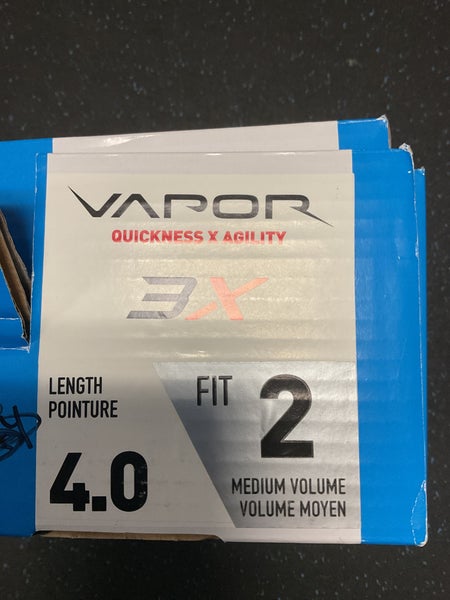 VAPOR
QUICKNESS X AGILITY
3X
LENGTH
POINTURE
4.0
FIT 2
MEDIUM VOLUME
VOLUME MOYEN